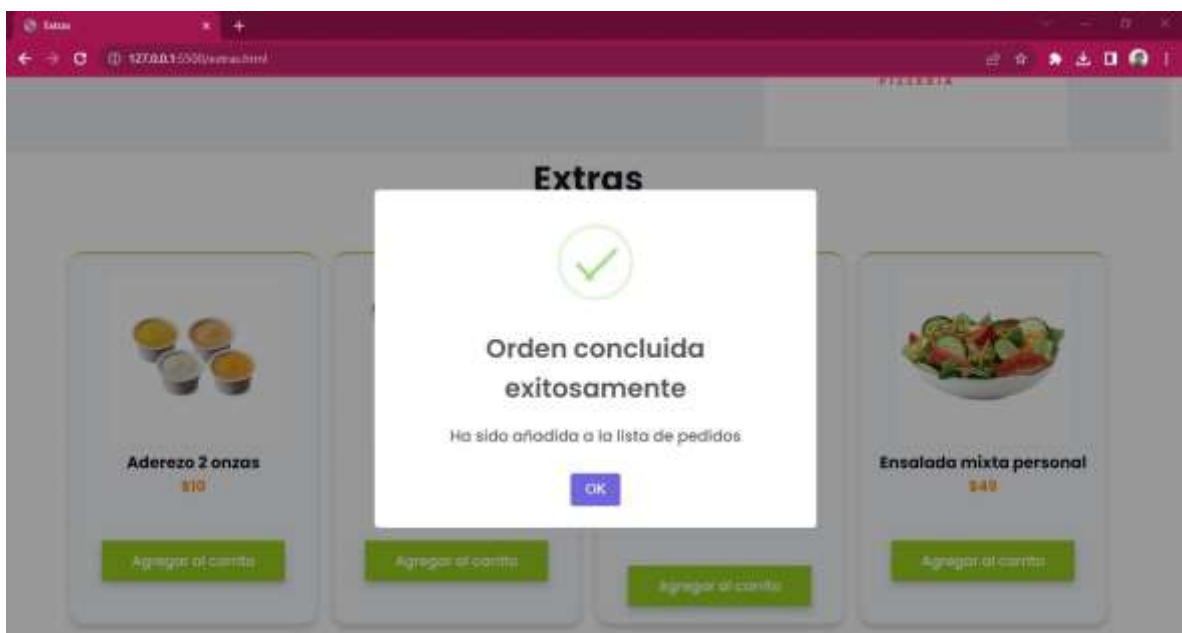 Extras
127.0.0.1:5500/extras.html
PIZZERIA
Extras
Orden concluida
exitosamente
Ha sido añadida a la lista de pedidos
OK
Aderezo 2 onzas
$10
Ensalada mixta personal
$49
Agregar al carrito
Agregar al carrito
Agregar al carrito
Agregar al carrito